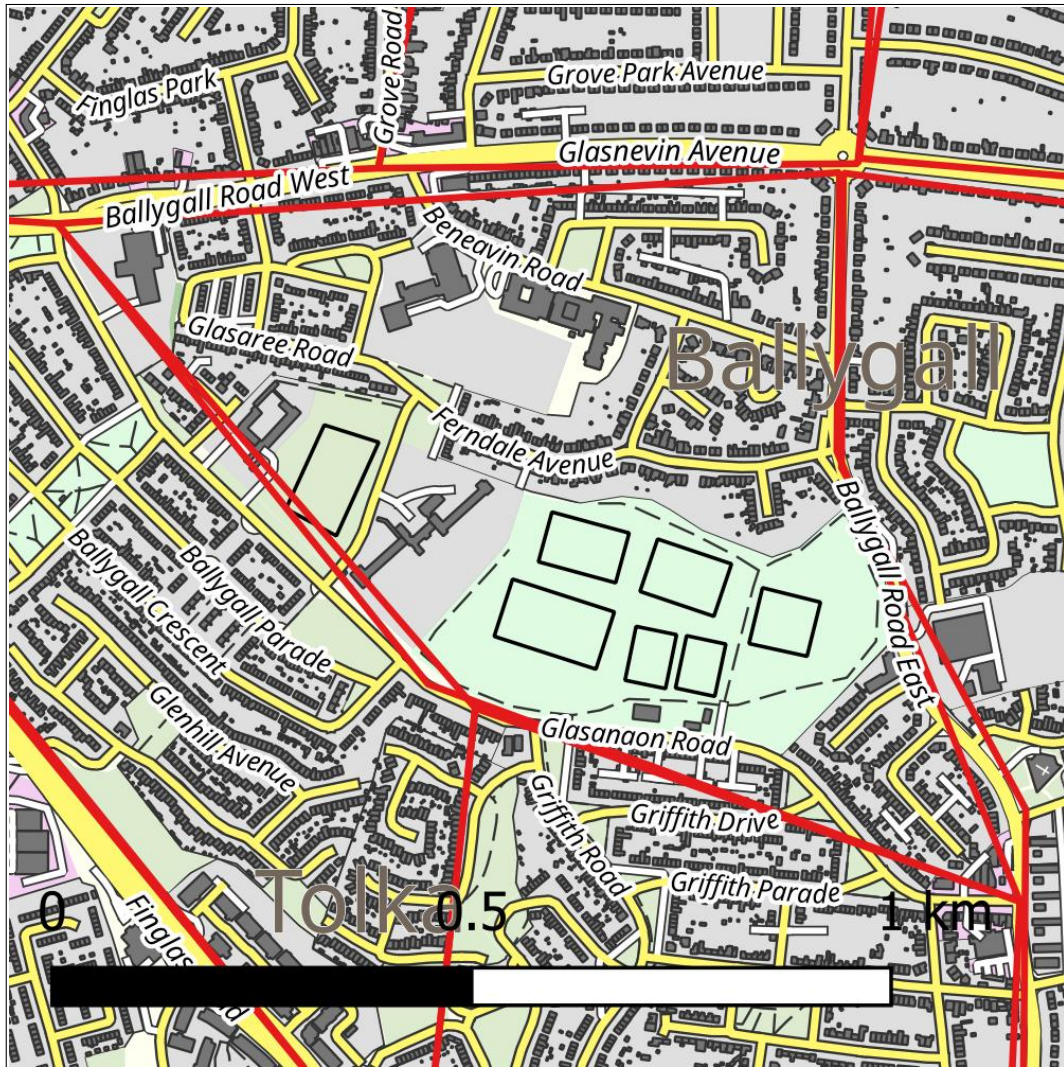 Grove Road
Grove Park Avenue
Finglas Park
Glasnevin Avenue
Ballygall Road West
Beneavin Road
Glasaree Road
Ballygall
Ferndale Avenue
Ballygall Road East
Ballygall Parade
Ballygall Crescent
Glenhill Avenue
Glasanaon Road
Griffith Drive
Griffith Road
Griffith Parade
Tolka
0 0.5 1 km
Finglas